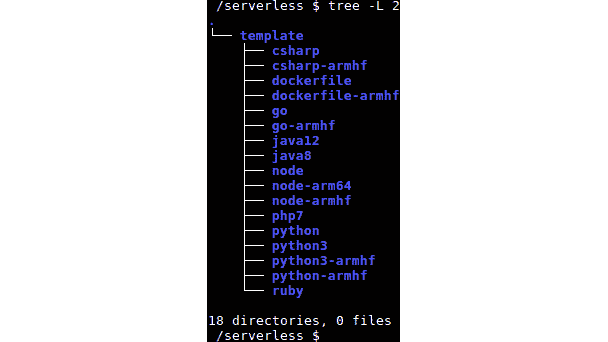 /serverless $ tree -L 2
.
└── template
    ├── csharp
    ├── csharp-armhf
    ├── dockerfile
    ├── dockerfile-armhf
    ├── go
    ├── go-armhf
    ├── java12
    ├── java8
    ├── node
    ├── node-arm64
    ├── node-armhf
    ├── php7
    ├── python
    ├── python3
    ├── python3-armhf
    ├── python-armhf
    └── ruby
18 directories, 0 files
/serverless $